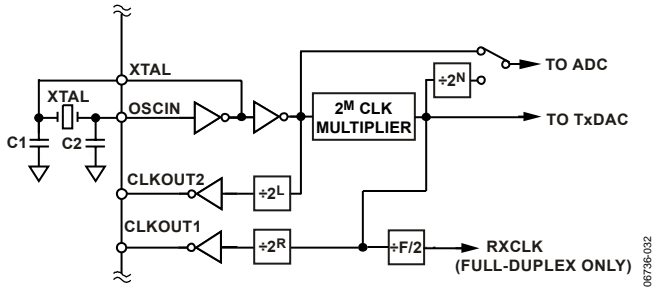 XTAL
TO ADC
XTAL
OSCIN
÷2N
C1
C2
2M CLK
MULTIPLIER
TO TxDAC
CLKOUT2
÷2L
CLKOUT1
÷2R
÷F/2
RXCLK
(FULL-DUPLEX ONLY)
06736-032